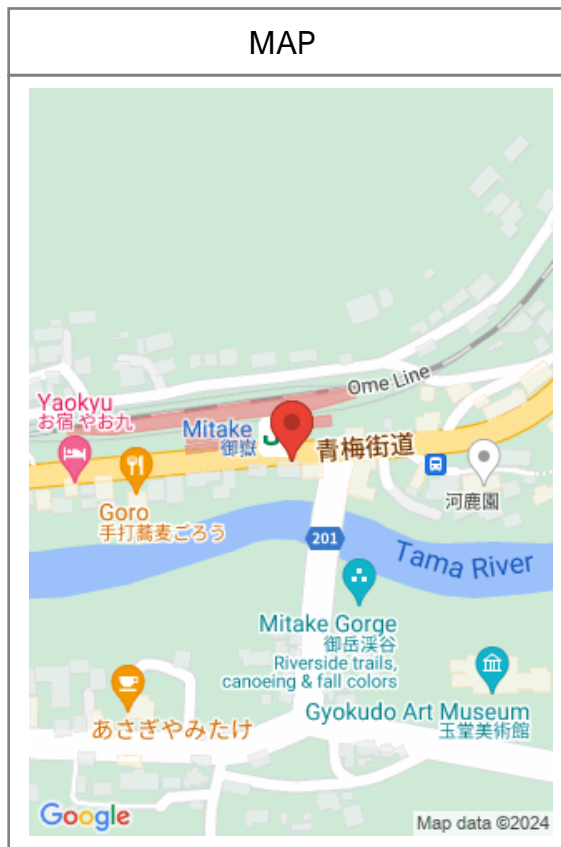 MAP
Ome Line
Yaokyu
お宿 やお九
Mitake
御嶽
J
青梅街道
Goro
手打蕎麦ごろう
河鹿園
201
Tama River
Mitake Gorge
御岳渓谷
Riverside trails,
canoeing & fall colors
Gyokudo Art Museum
玉堂美術館
あさぎやみたけ
Google
Map data ©2024